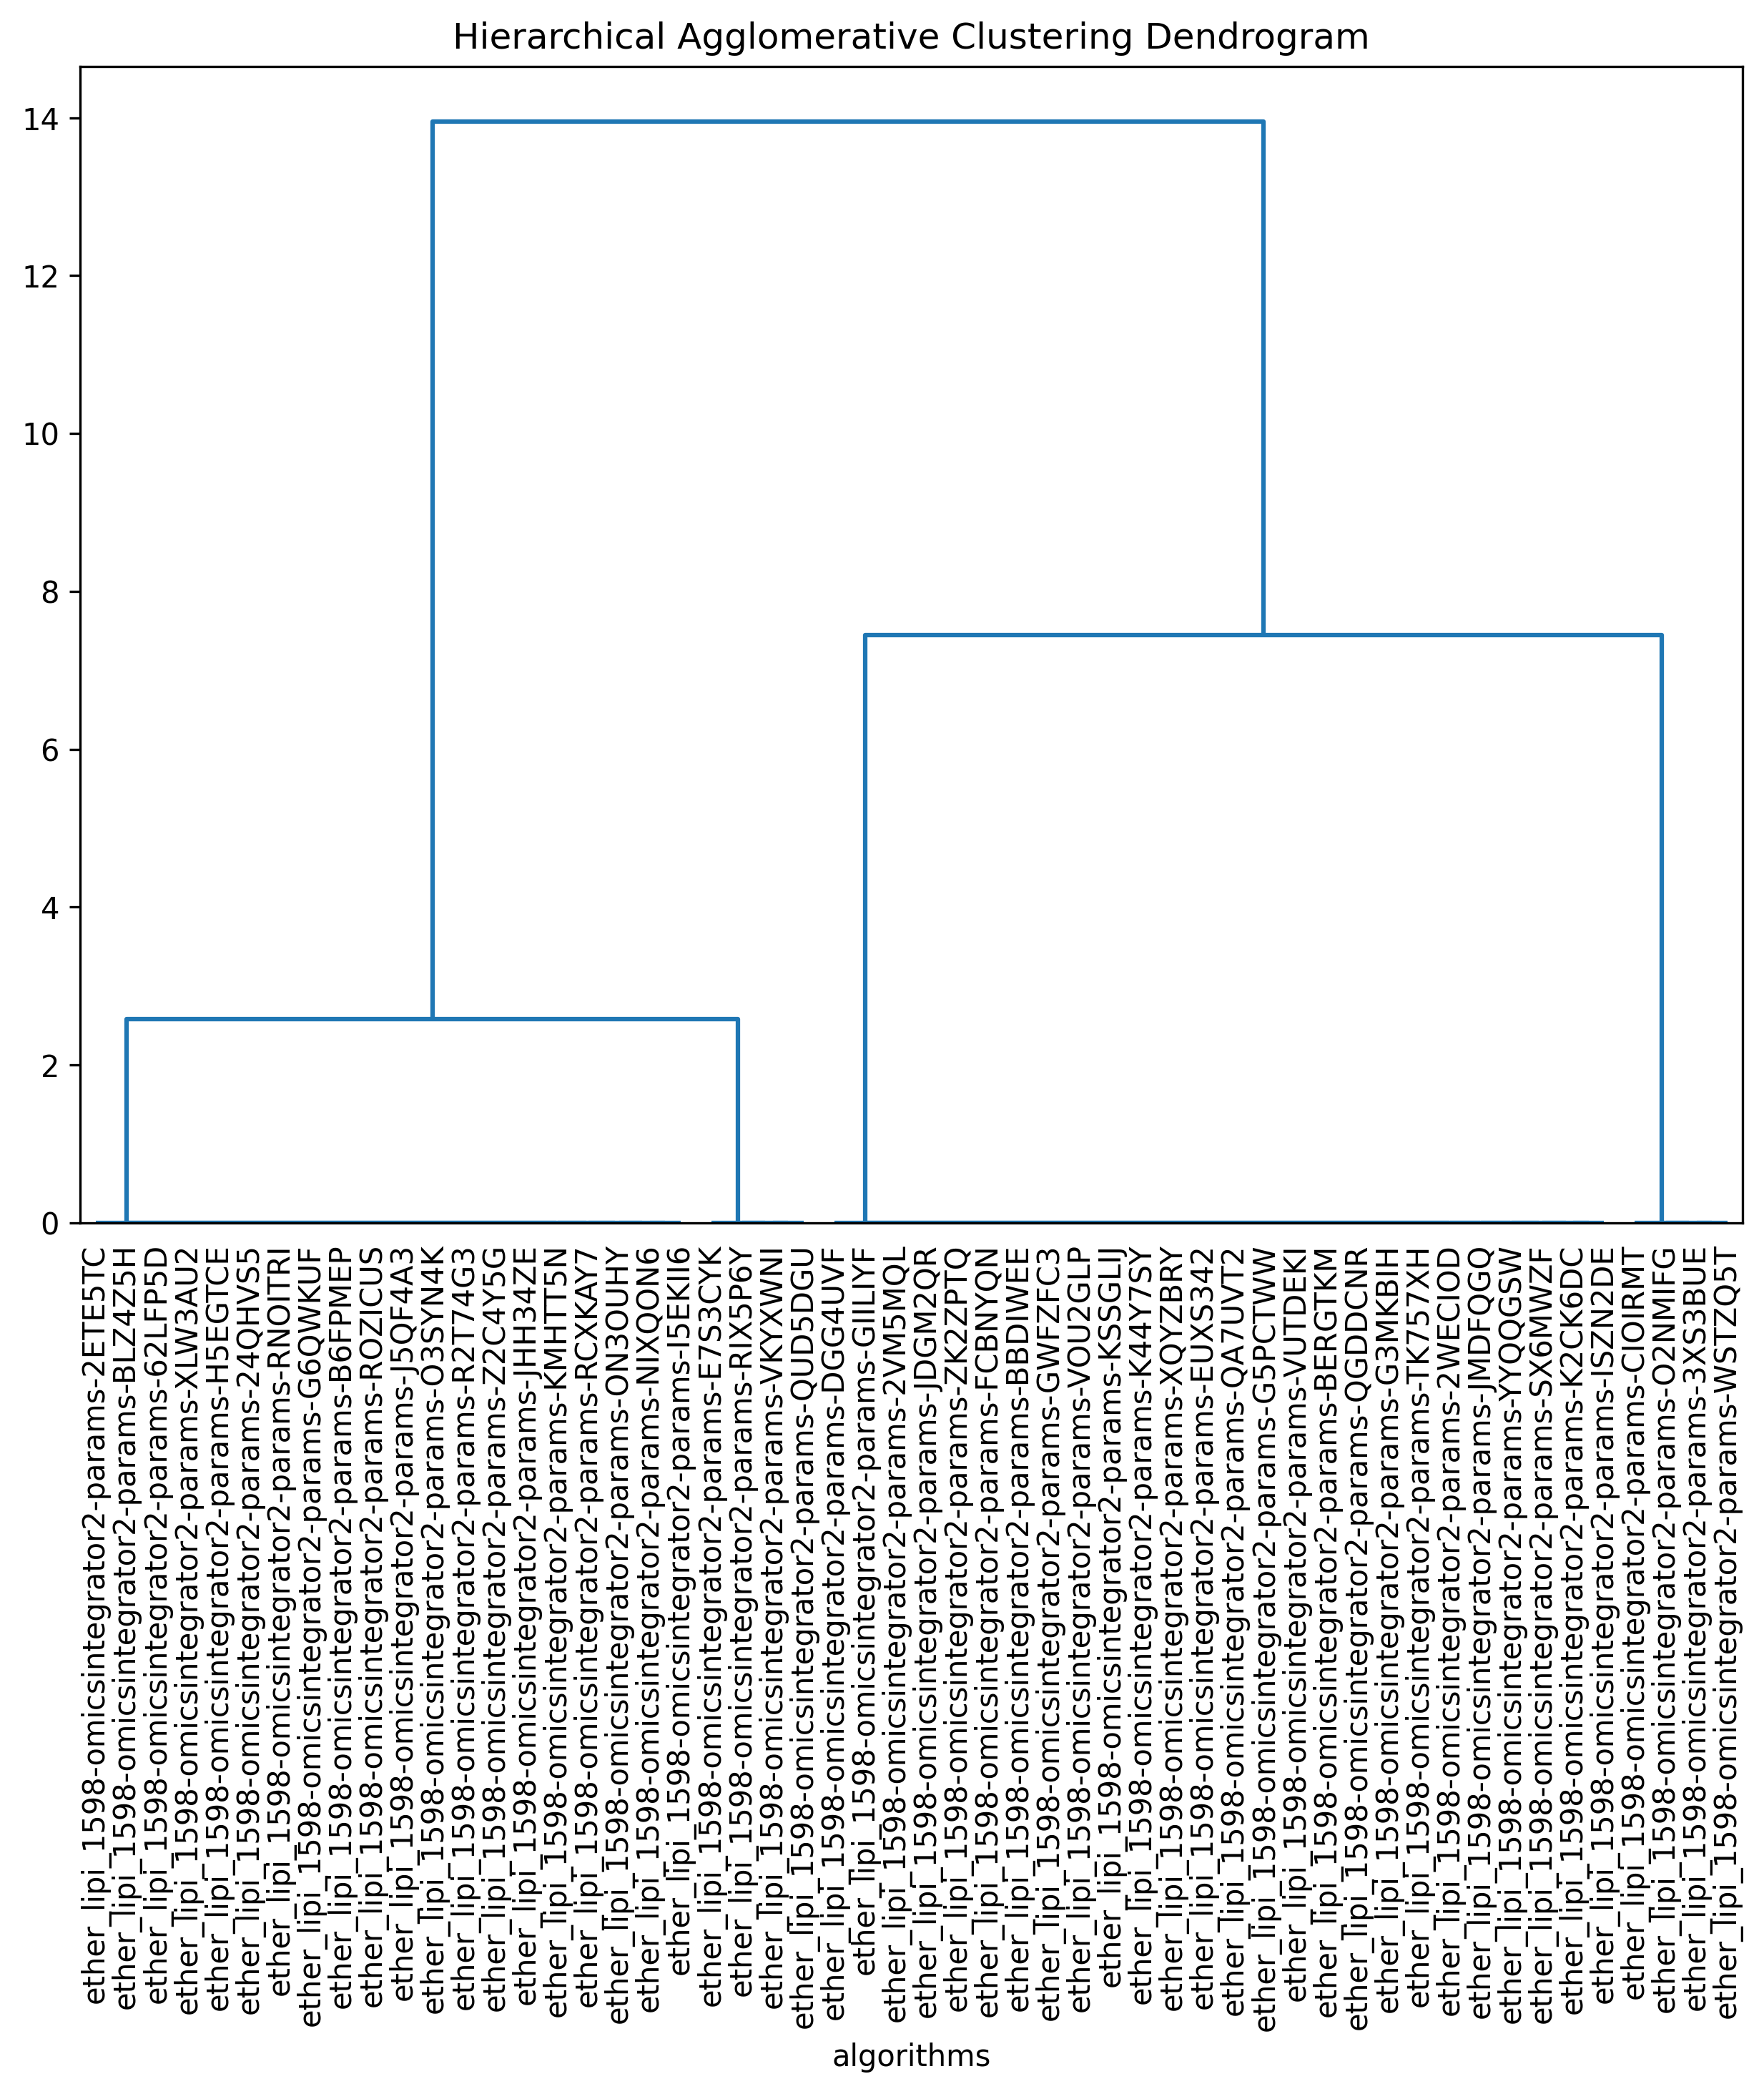 Hierarchical Agglomerative Clustering Dendrogram
14
12
10
8
6
4
2
0
ether_lipi_1598-omicsintegrator2-params-2ETE5TC
ether_lipi_1598-omicsintegrator2-params-BLZ4Z5H
ether_lipi_1598-omicsintegrator2-params-62LFP5D
ether_lipi_1598-omicsintegrator2-params-XLW3AU2
ether_lipi_1598-omicsintegrator2-params-H5EGTCE
ether_lipi_1598-omicsintegrator2-params-24QHVS5
ether_lipi_1598-omicsintegrator2-params-RNOITRI
ether_lipi_1598-omicsintegrator2-params-G6QWKUF
ether_lipi_1598-omicsintegrator2-params-B6FPMEP
ether_lipi_1598-omicsintegrator2-params-ROZICUS
ether_lipi_1598-omicsintegrator2-params-J5QF4A3
ether_lipi_1598-omicsintegrator2-params-O3SYN4K
ether_lipi_1598-omicsintegrator2-params-R2T74G3
ether_lipi_1598-omicsintegrator2-params-Z2C4Y5G
ether_lipi_1598-omicsintegrator2-params-JHH34ZE
ether_lipi_1598-omicsintegrator2-params-KMHTT5N
ether_lipi_1598-omicsintegrator2-params-RCXKAY7
ether_lipi_1598-omicsintegrator2-params-ON3OUHY
ether_lipi_1598-omicsintegrator2-params-NIXQON6
ether_lipi_1598-omicsintegrator2-params-I5EKII6
ether_lipi_1598-omicsintegrator2-params-E7S3CYK
ether_lipi_1598-omicsintegrator2-params-RIX5P6Y
ether_lipi_1598-omicsintegrator2-params-VKYXWNI
ether_lipi_1598-omicsintegrator2-params-QUD5DGU
ether_lipi_1598-omicsintegrator2-params-DGG4UVF
ether_lipi_1598-omicsintegrator2-params-GIILIYF
ether_lipi_1598-omicsintegrator2-params-2VM5MQL
ether_lipi_1598-omicsintegrator2-params-JDGM2QR
ether_lipi_1598-omicsintegrator2-params-ZK2ZPTQ
ether_lipi_1598-omicsintegrator2-params-FCBNYQN
ether_lipi_1598-omicsintegrator2-params-BBDIWEE
ether_lipi_1598-omicsintegrator2-params-GWFZFC3
ether_lipi_1598-omicsintegrator2-params-VOU2GLP
ether_lipi_1598-omicsintegrator2-params-KSSGLIJ
ether_lipi_1598-omicsintegrator2-params-K44Y7SY
ether_lipi_1598-omicsintegrator2-params-XQYZBRY
ether_lipi_1598-omicsintegrator2-params-EUXS342
ether_lipi_1598-omicsintegrator2-params-QA7UVT2
ether_lipi_1598-omicsintegrator2-params-G5PCTWW
ether_lipi_1598-omicsintegrator2-params-VUTDEKI
ether_lipi_1598-omicsintegrator2-params-BERGTKM
ether_lipi_1598-omicsintegrator2-params-QGDDCNR
ether_lipi_1598-omicsintegrator2-params-G3MKBIH
ether_lipi_1598-omicsintegrator2-params-TK757XH
ether_lipi_1598-omicsintegrator2-params-2WECIOD
ether_lipi_1598-omicsintegrator2-params-JMDFQGQ
ether_lipi_1598-omicsintegrator2-params-YYQQGSW
ether_lipi_1598-omicsintegrator2-params-SX6MWZF
ether_lipi_1598-omicsintegrator2-params-K2CK6DC
ether_lipi_1598-omicsintegrator2-params-ISZN2DE
ether_lipi_1598-omicsintegrator2-params-CIOIRMT
ether_lipi_1598-omicsintegrator2-params-O2NMIFG
ether_lipi_1598-omicsintegrator2-params-3XS3BUE
ether_lipi_1598-omicsintegrator2-params-WSTZQ5T
algorithms